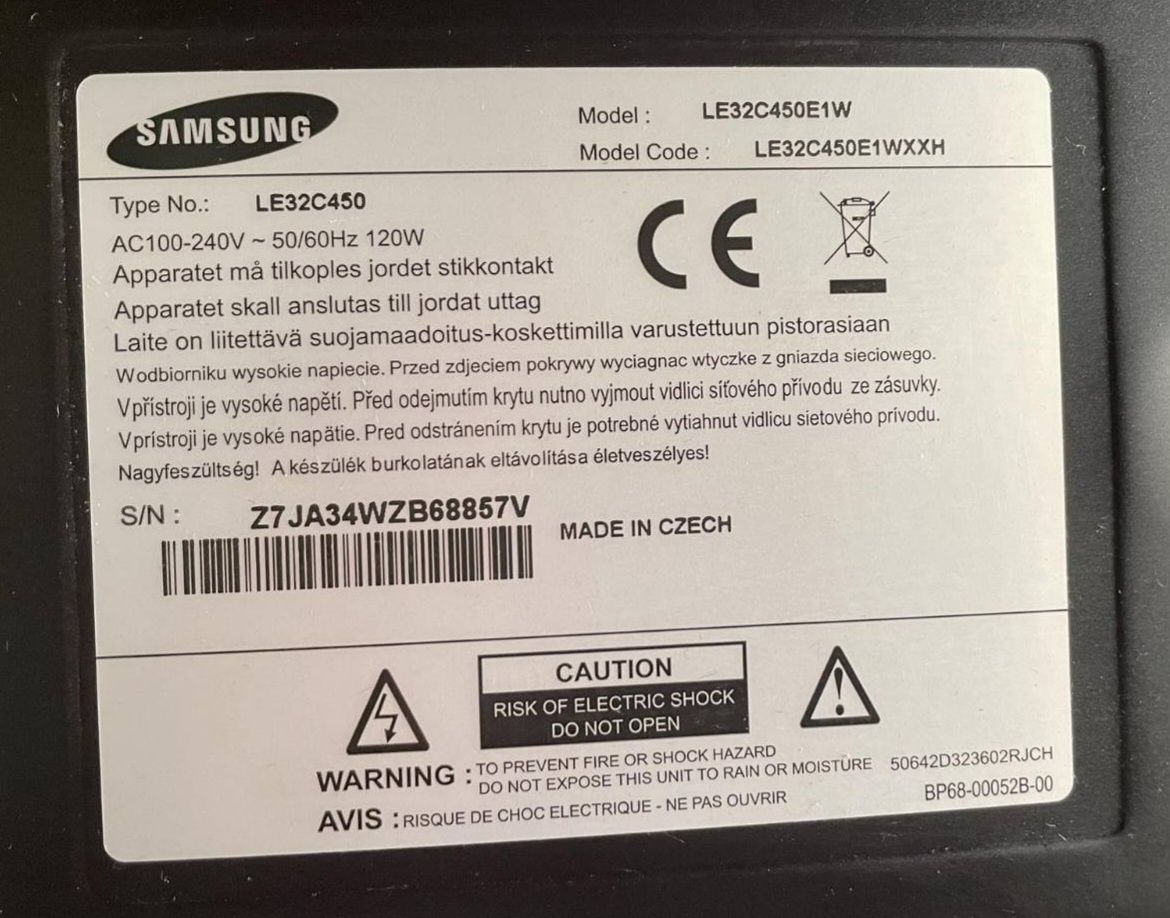 SAMSUNG
Model : LE32C450E1W
Model Code : LE32C450E1WXXH
Type No.: LE32C450
AC100-240V ~ 50/60Hz 120W
Apparatet må tilkoples jordet stikkontakt
Apparatet skall anslutas till jordat uttag
Laite on liitettävä suojamaadoitus-koskettimilla varustettuun pistorasiaan
Wodbiorniku wysokie napiecie. Przed zdjeciem pokrywy wyciagnac wtyczke z gniazda sieciowego.
Vpřístroji je vysoké napětí. Před odejmutím krytu nutno vyjmout vidlici síťového přívodu ze zásuvky.
Vprístroji je vysoké napätie. Pred odstránením krytu je potrebné vytiahnut vidlicu sietového prívodu.
Nagyfeszültség! A készülék burkolatának eltávolítása életveszélyes!
S/N : Z7JA34WZB68857V
MADE IN CZECH
CAUTION
RISK OF ELECTRIC SHOCK
DO NOT OPEN
WARNING : TO PREVENT FIRE OR SHOCK HAZARD
DO NOT EXPOSE THIS UNIT TO RAIN OR MOISTURE
50642D323602RJCH
AVIS : RISQUE DE CHOC ELECTRIQUE - NE PAS OUVRIR
BP68-00052B-00